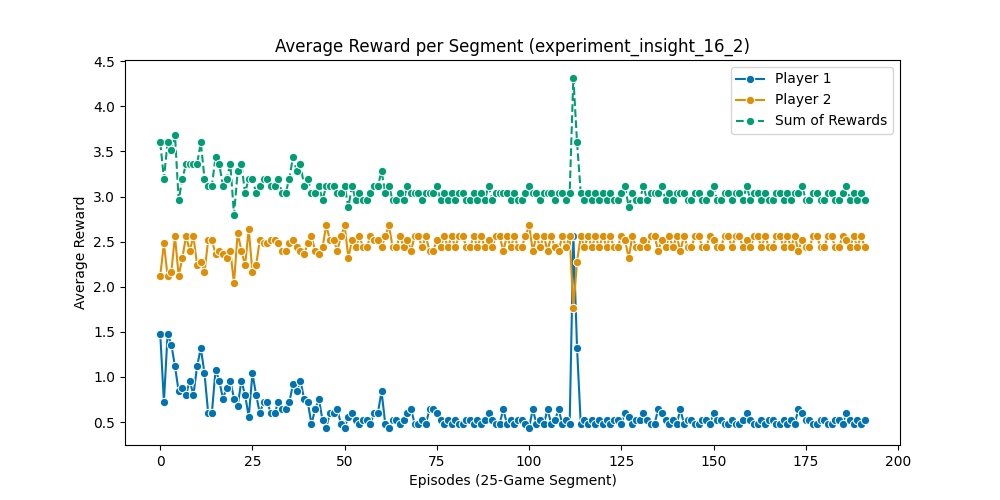 Average Reward per Segment (experiment_insight_16_2)
Average Reward
4.5
4.0
3.5
3.0
2.5
2.0
1.5
1.0
0.5
Player 1
Player 2
Sum of Rewards
0 25 50 75 100 125 150 175 200
Episodes (25-Game Segment)